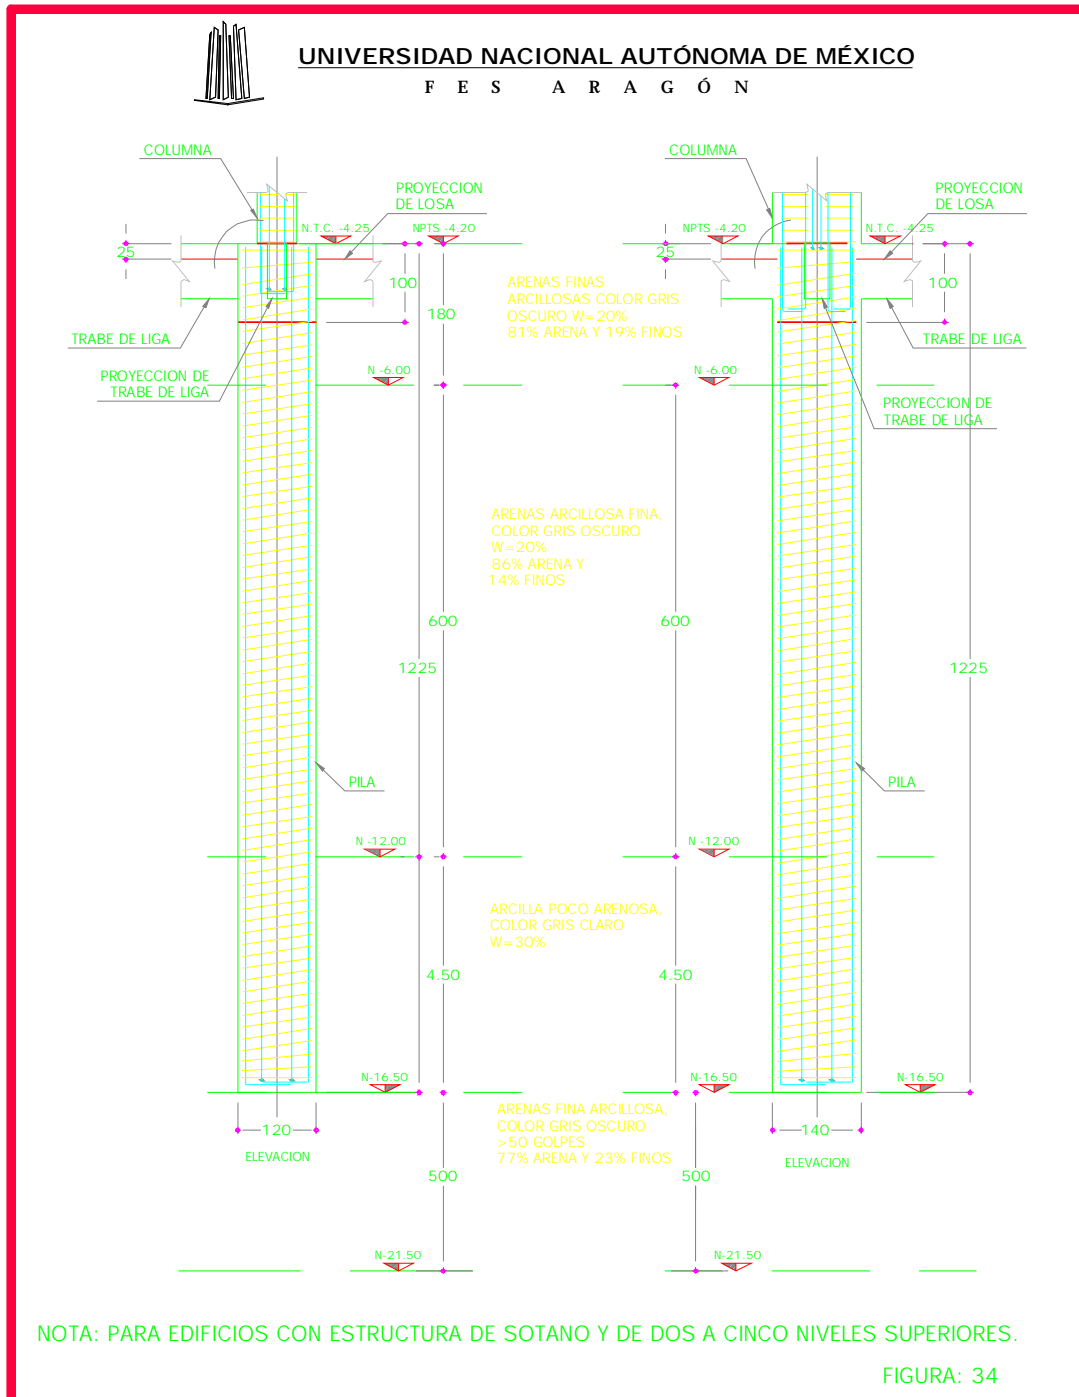 UNIVERSIDAD NACIONAL AUTÓNOMA DE MÉXICO
FES ARAGÓN
COLUMNA
PROYECCION
DE LOSA
N.T.C. -4.25
NPTS -4.20
25
100
180
TRABE DE LIGA
PROYECCION DE
TRABE DE LIGA
N -6.00
600
1225
PILA
N -12.00
4.50
N-16.50
120
ELEVACION
500
N-21.50
ARENAS FINAS
ARCILLOSAS COLOR GRIS
OSCURO W=20%
81% ARENA Y 19% FINOS
ARENAS ARCILLOSA FINA,
COLOR GRIS OSCURO
W=20%
86% ARENA Y
14% FINOS
ARCILLA POCO ARENOSA,
COLOR GRIS CLARO
W=30%
ARENAS FINA ARCILLOSA,
COLOR GRIS OSCURO
>50 GOLPES
77% ARENA Y 23% FINOS
COLUMNA
PROYECCION
DE LOSA
NPTS -4.20
N.T.C. -4.25
25
100
TRABE DE LIGA
N -6.00
PROYECCION DE
TRABE DE LIGA
600
1225
PILA
N -12.00
4.50
N-16.50
N-16.50
140
ELEVACION
500
N-21.50
NOTA: PARA EDIFICIOS CON ESTRUCTURA DE SOTANO Y DE DOS A CINCO NIVELES SUPERIORES.
FIGURA: 34